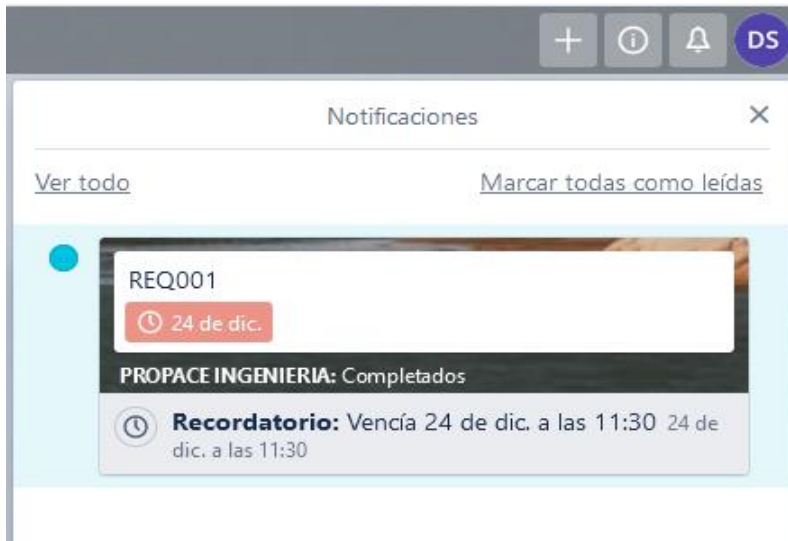 DS
Notificaciones
Ver todo Marcar todas como leídas
REQ001
24 de dic.
PROPACE INGENIERIA: Completados
Recordatorio: Vencía 24 de dic. a las 11:30 24 de
dic. a las 11:30